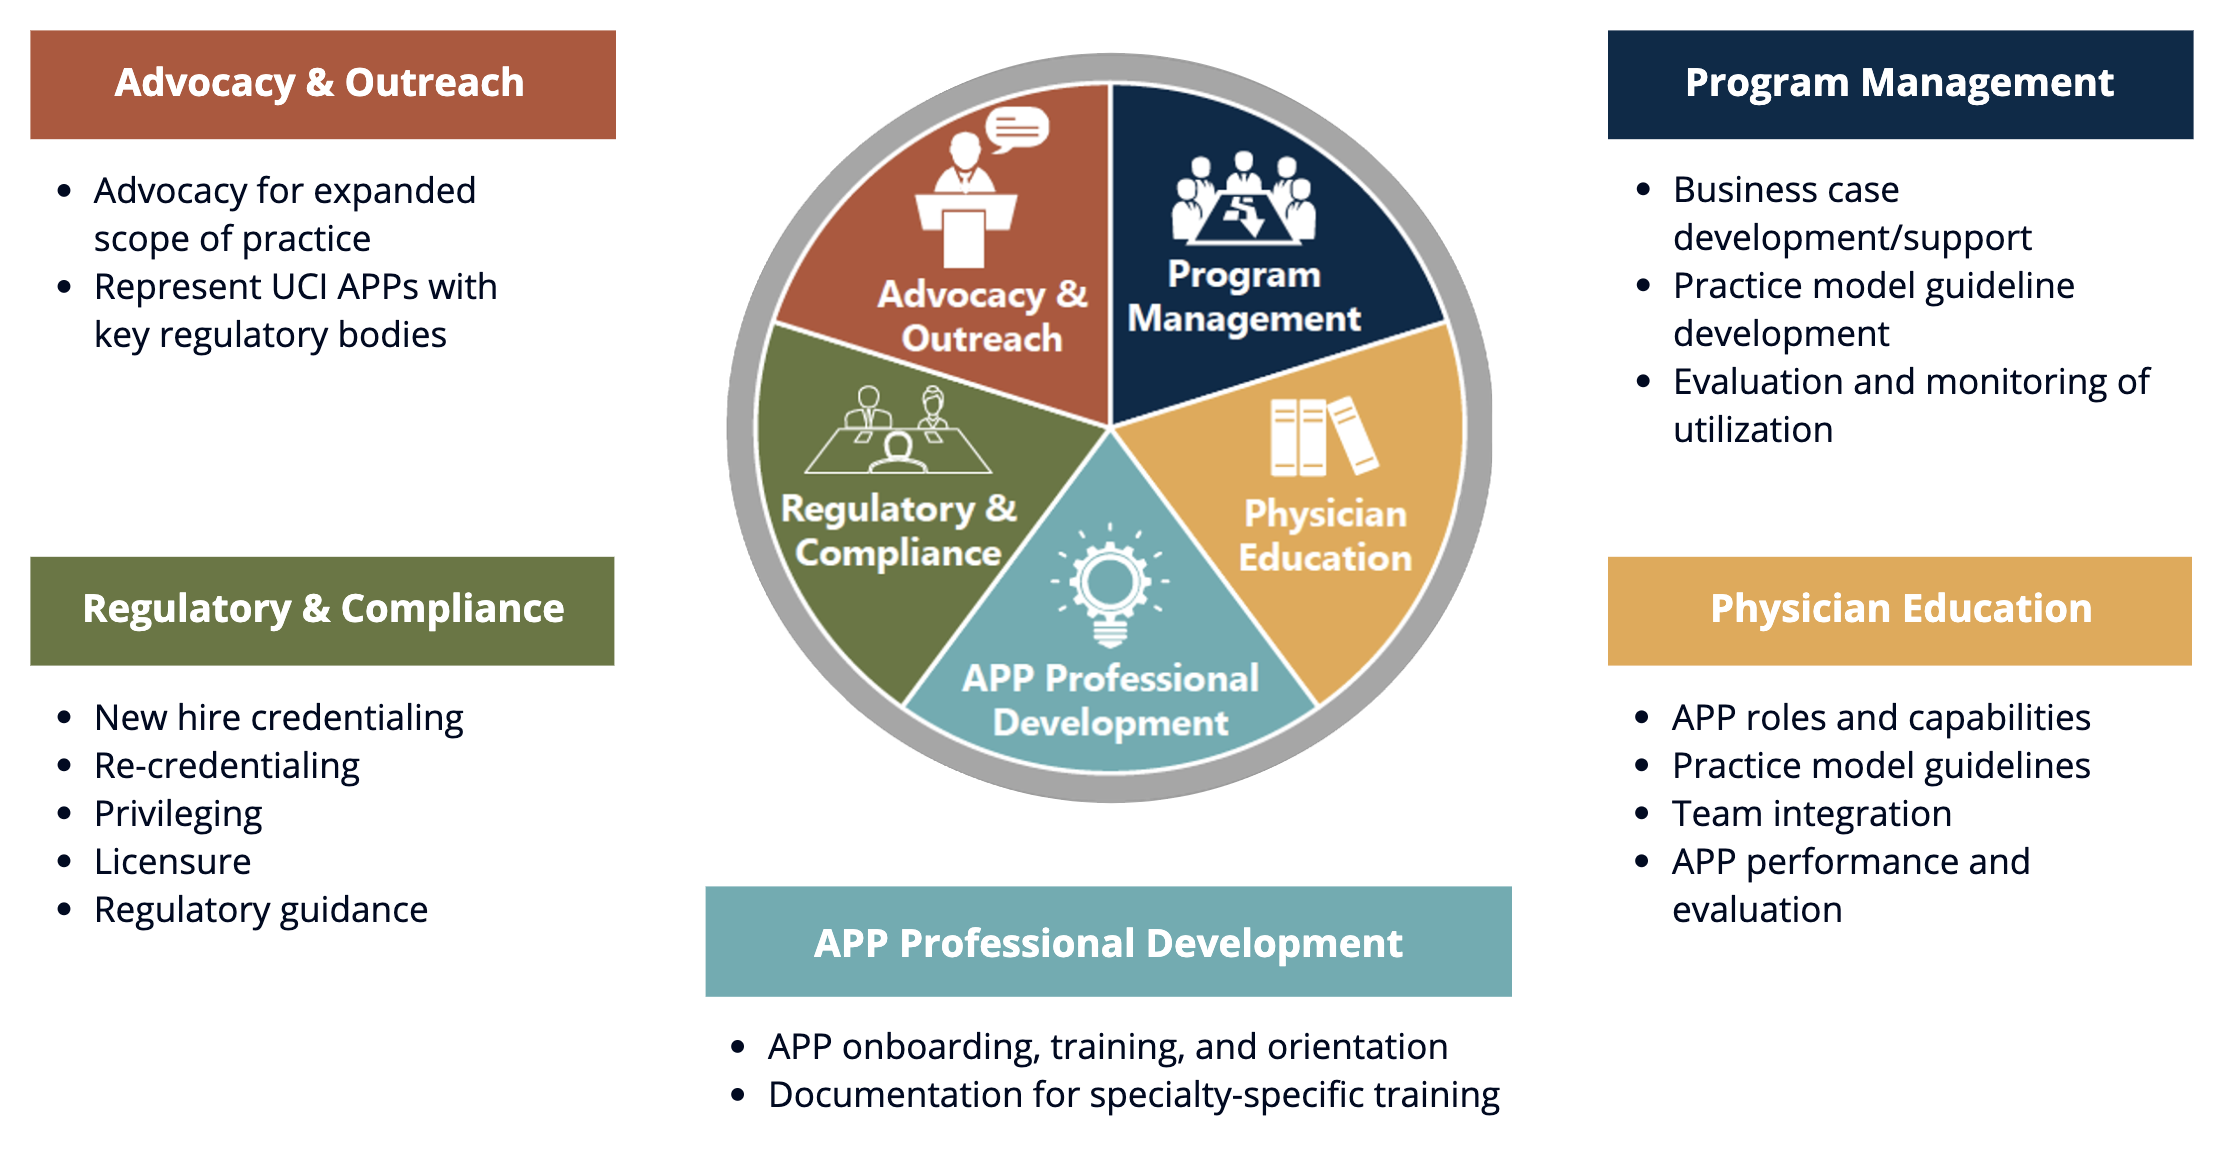 Advocacy & Outreach
• Advocacy for expanded
scope of practice
• Represent UCI APPs with
key regulatory bodies
Regulatory & Compliance
• New hire credentialing
• Re-credentialing
• Privileging
• Licensure
• Regulatory guidance
Advocacy &
Outreach
Program
Management
Regulatory &
Compliance
Physician
Education
APP Professional
Development
APP Professional Development
• APP onboarding, training, and orientation
• Documentation for specialty-specific training
Program Management
• Business case
development/support
• Practice model guideline
development
• Evaluation and monitoring of
utilization
Physician Education
• APP roles and capabilities
• Practice model guidelines
• Team integration
• APP performance and
evaluation